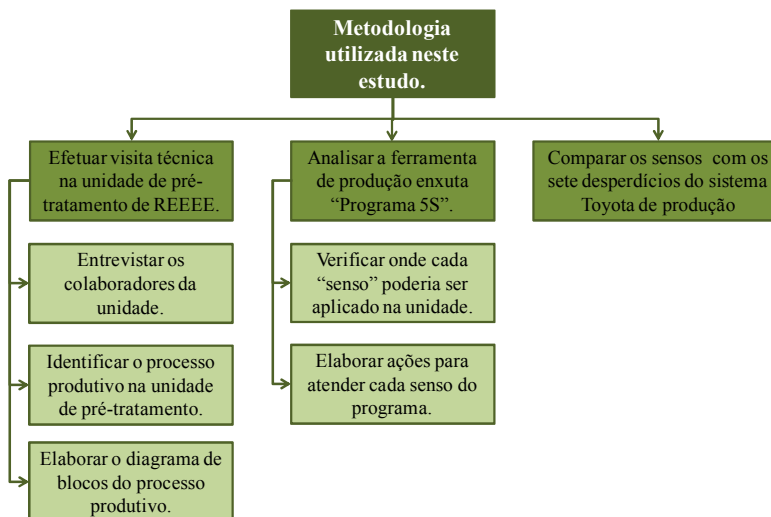 Metodologia
utilizada neste
estudo.
Efetuar visita técnica
na unidade de pré-
tratamento de REEEE.
Entrevistar os
colaboradores da
unidade.
Identificar o processo
produtivo na unidade
de pré-tratamento.
Elaborar o diagrama de
blocos do processo
produtivo.
Analisar a ferramenta
de produção enxuta
“Programa 5S”.
Verificar onde cada
“senso” poderia ser
aplicado na unidade.
Elaborar ações para
atender cada senso do
programa.
Comparar os sensos com os
sete desperdícios do sistema
Toyota de produção